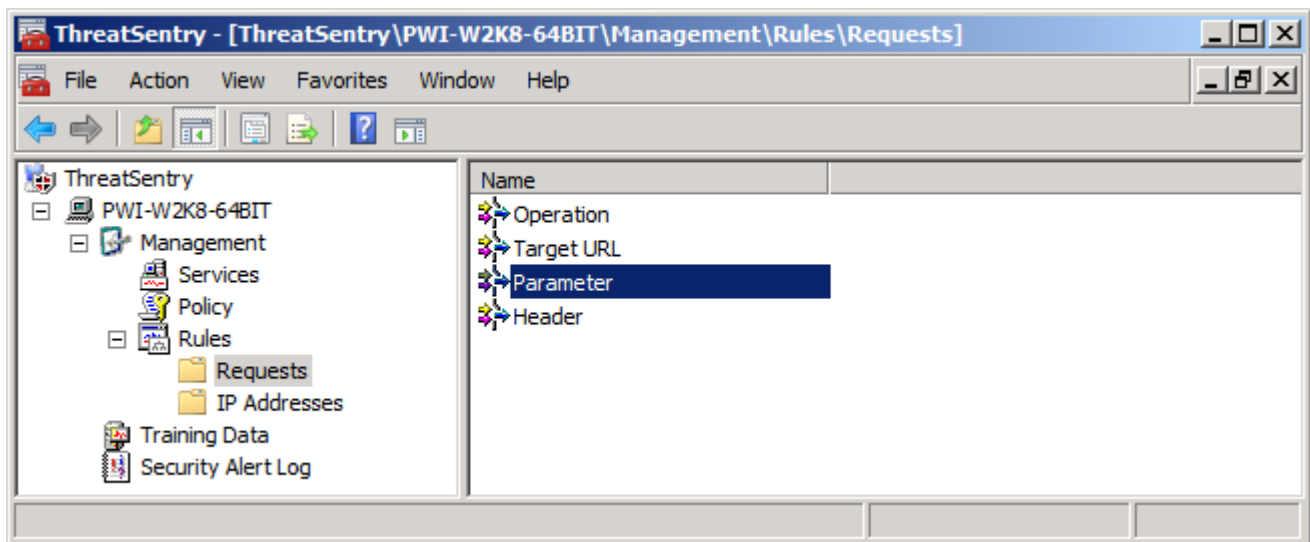 ThreatSentry - [ThreatSentry\PWI-W2K8-64BIT\Management\Rules\Requests]
File Action View Favorites Window Help
ThreatSentry
PWI-W2K8-64BIT
Management
Services
Policy
Rules
Requests
IP Addresses
Training Data
Security Alert Log
Name
Operation
Target URL
Parameter
Header